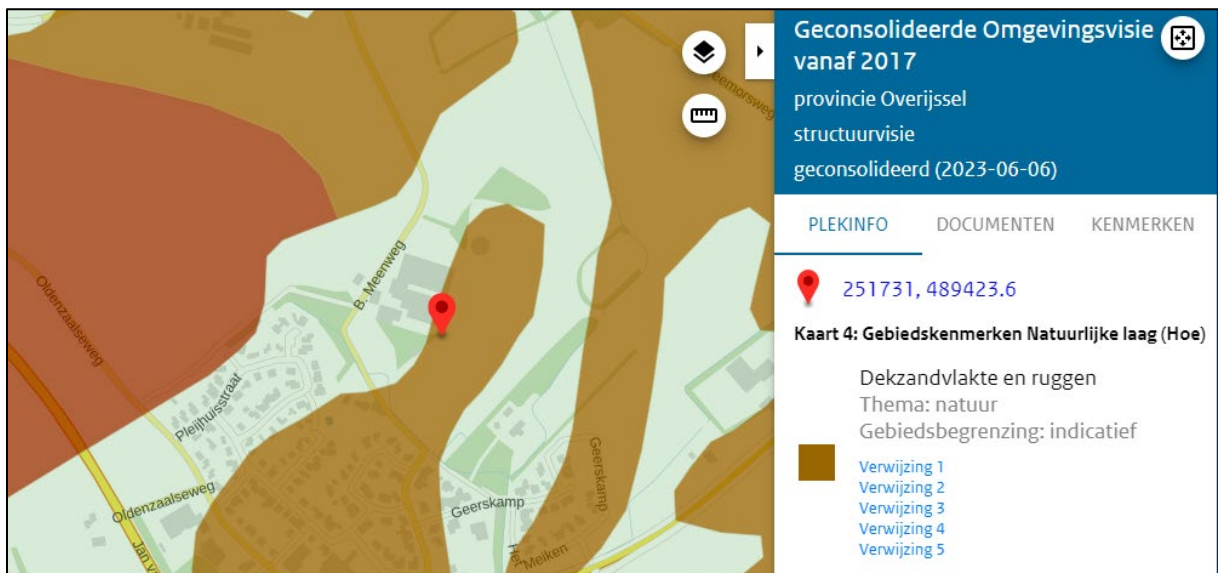 Geconsolideerde Omgevingsvisie
vanaf 2017
provincie Overijssel
structuurvisie
geconsolideerd (2023-06-06)
PLEKINFO DOCUMENTEN KENMERKEN
251731, 489423.6
Kaart 4: Gebiedskenmerken Natuurlijke laag (Hoe)
Dekzandvlakte en ruggen
Thema: natuur
Gebiedsbegrenzing: indicatief
Verwijzing 1
Verwijzing 2
Verwijzing 3
Verwijzing 4
Verwijzing 5
Oldenzaalseweg
B. Meenweg
Pleijhuisstraat
Oldenzaalseweg
Geerskamp
Geerskamp
Meiken